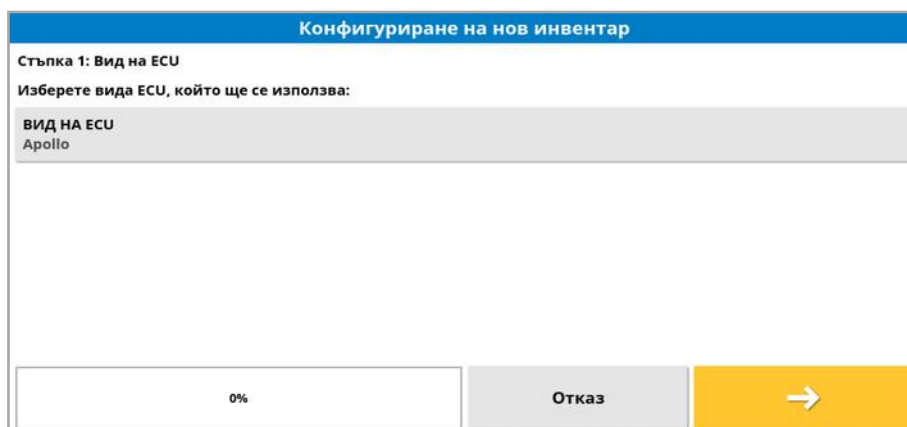 Конфигуриране на нов инвентар
Стъпка 1: Вид на ECU
Изберете вида ECU, който ще се използва:
ВИД НА ECU
Apollo
0%
Отказ